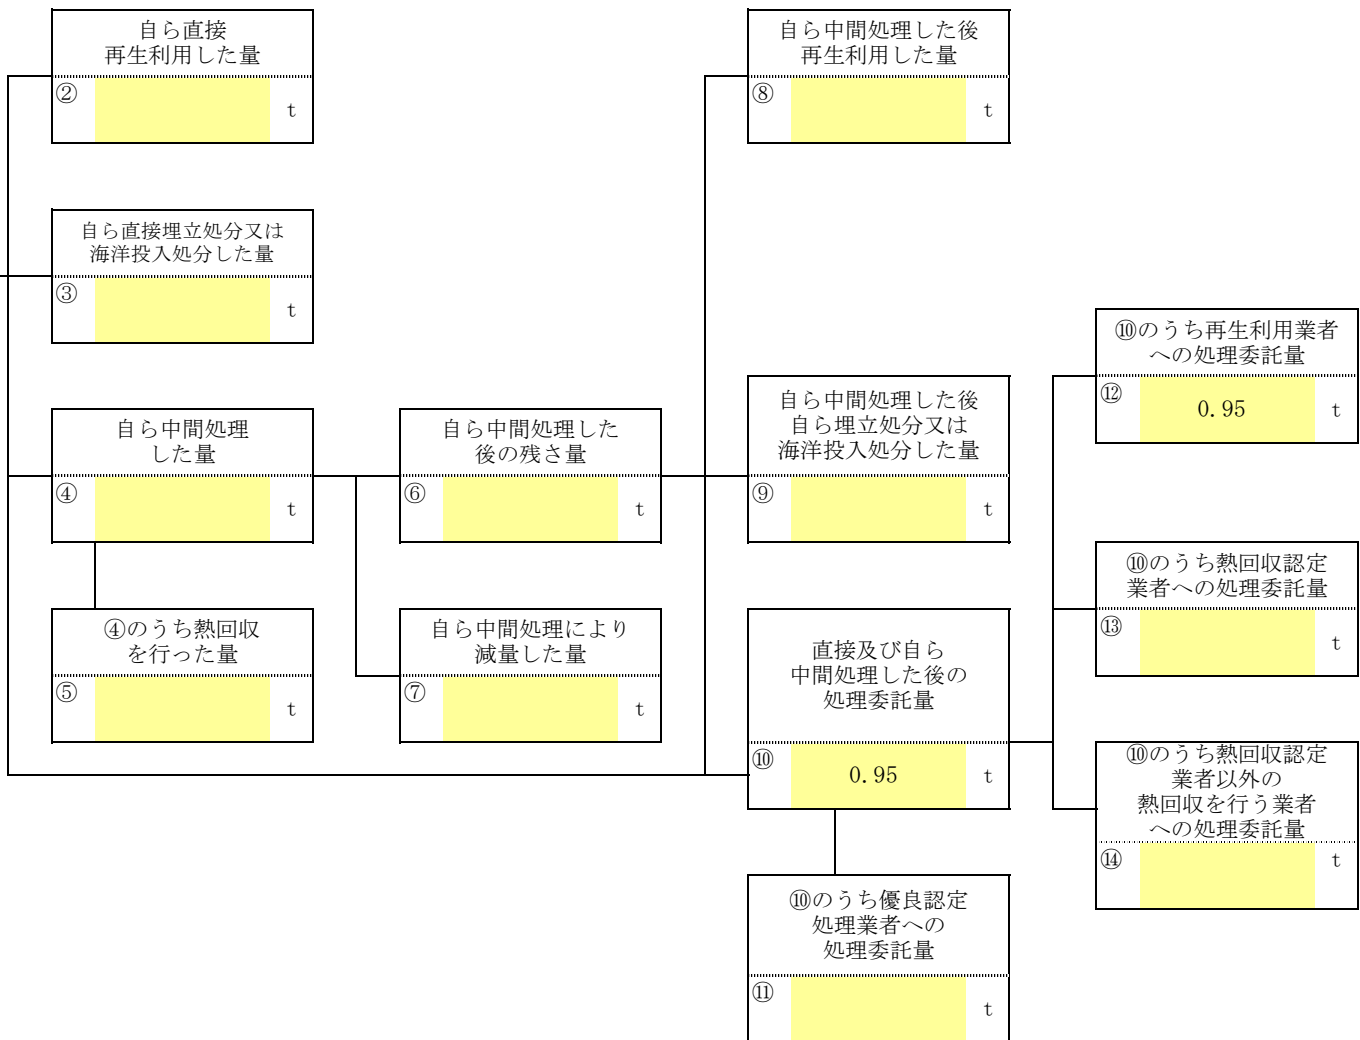 自ら直接
再生利用した量
②
t
自ら直接埋立処分又は
海洋投入処分した量
③
t
自ら中間処理
した量
④
t
④のうち熱回収
を行った量
⑤
t
自ら中間処理した
後の残さ量
⑥
t
自ら中間処理により
減量した量
⑦
t
自ら中間処理した後
再生利用した量
⑧
t
自ら中間処理した後
自ら埋立処分又は
海洋投入処分した量
⑨
t
直接及び自ら
中間処理した後の
処理委託量
⑩ 0.95 t
⑩のうち優良認定
処理業者への
処理委託量
⑪
t
⑩のうち再生利用業者
への処理委託量
⑫ 0.95 t
⑩のうち熱回収認定
業者への処理委託量
⑬
t
⑩のうち熱回収認定
業者以外の
熱回収を行う業者
への処理委託量
⑭
t